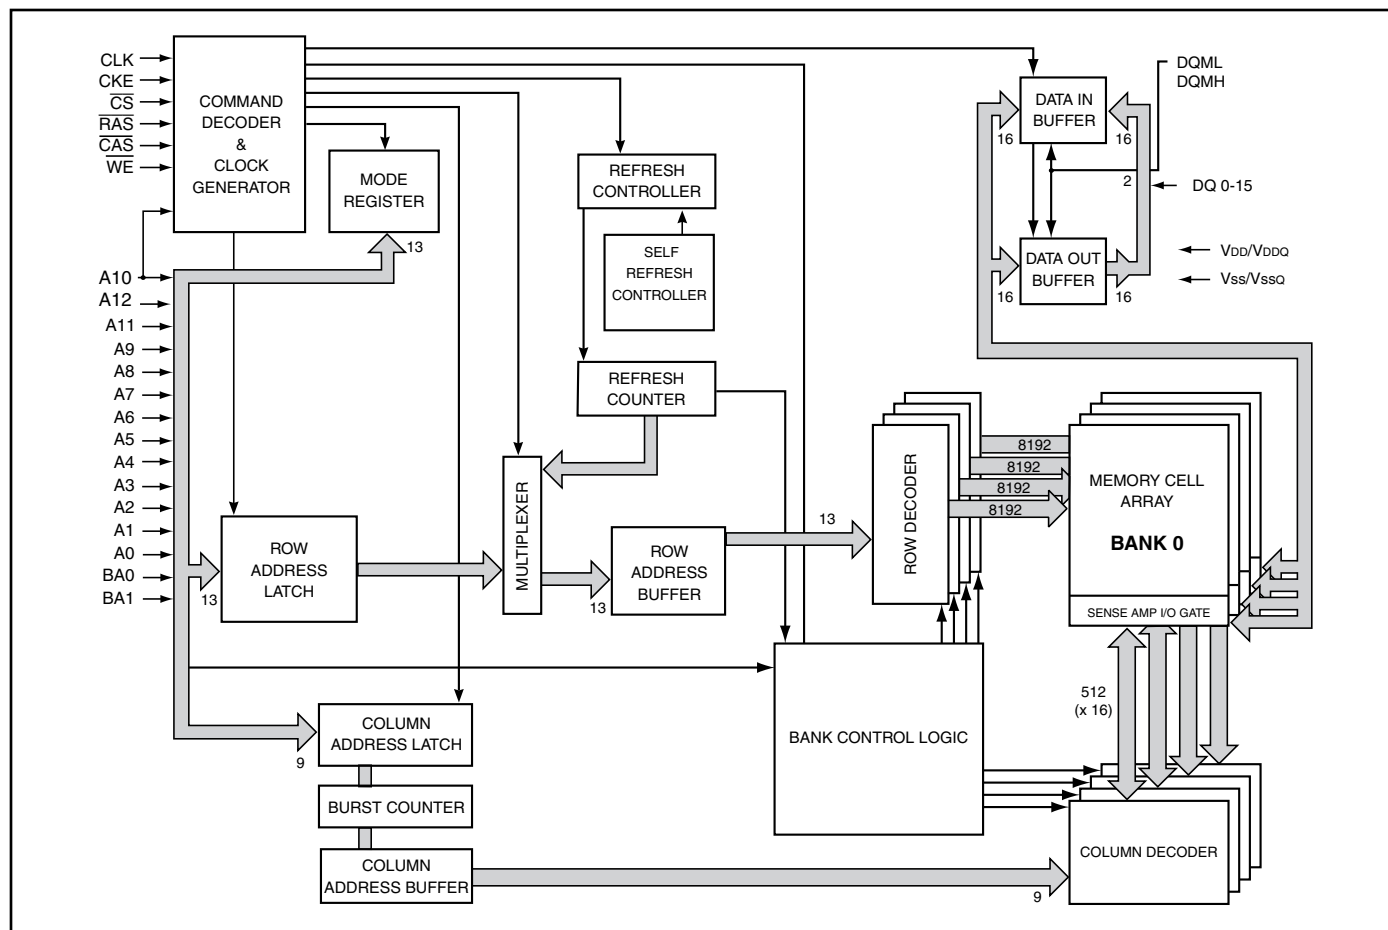 CLK
CKE
CS
RAS
CAS
WE
A10
A12
A11
A9
A8
A7
A6
A5
A4
A3
A2
A1
A0
BA0
BA1
COMMAND
DECODER
&
CLOCK
GENERATOR
MODE
REGISTER
13
REFRESH
CONTROLLER
SELF
REFRESH
CONTROLLER
REFRESH
COUNTER
DATA IN
BUFFER
16
16
DQML
DQMH
2
DQ 0-15
DATA OUT
BUFFER
16
16
VDD/VDDQ
Vss/VssQ
13
ROW
ADDRESS
LATCH
MULTIPLEXER
13
ROW
ADDRESS
BUFFER
13
ROW DECODER
8192
8192
8192
8192
MEMORY CELL
ARRAY
BANK 0
SENSE AMP I/O GATE
512
(x 16)
BANK CONTROL LOGIC
9
COLUMN
ADDRESS LATCH
BURST COUNTER
COLUMN
ADDRESS BUFFER
9
COLUMN DECODER